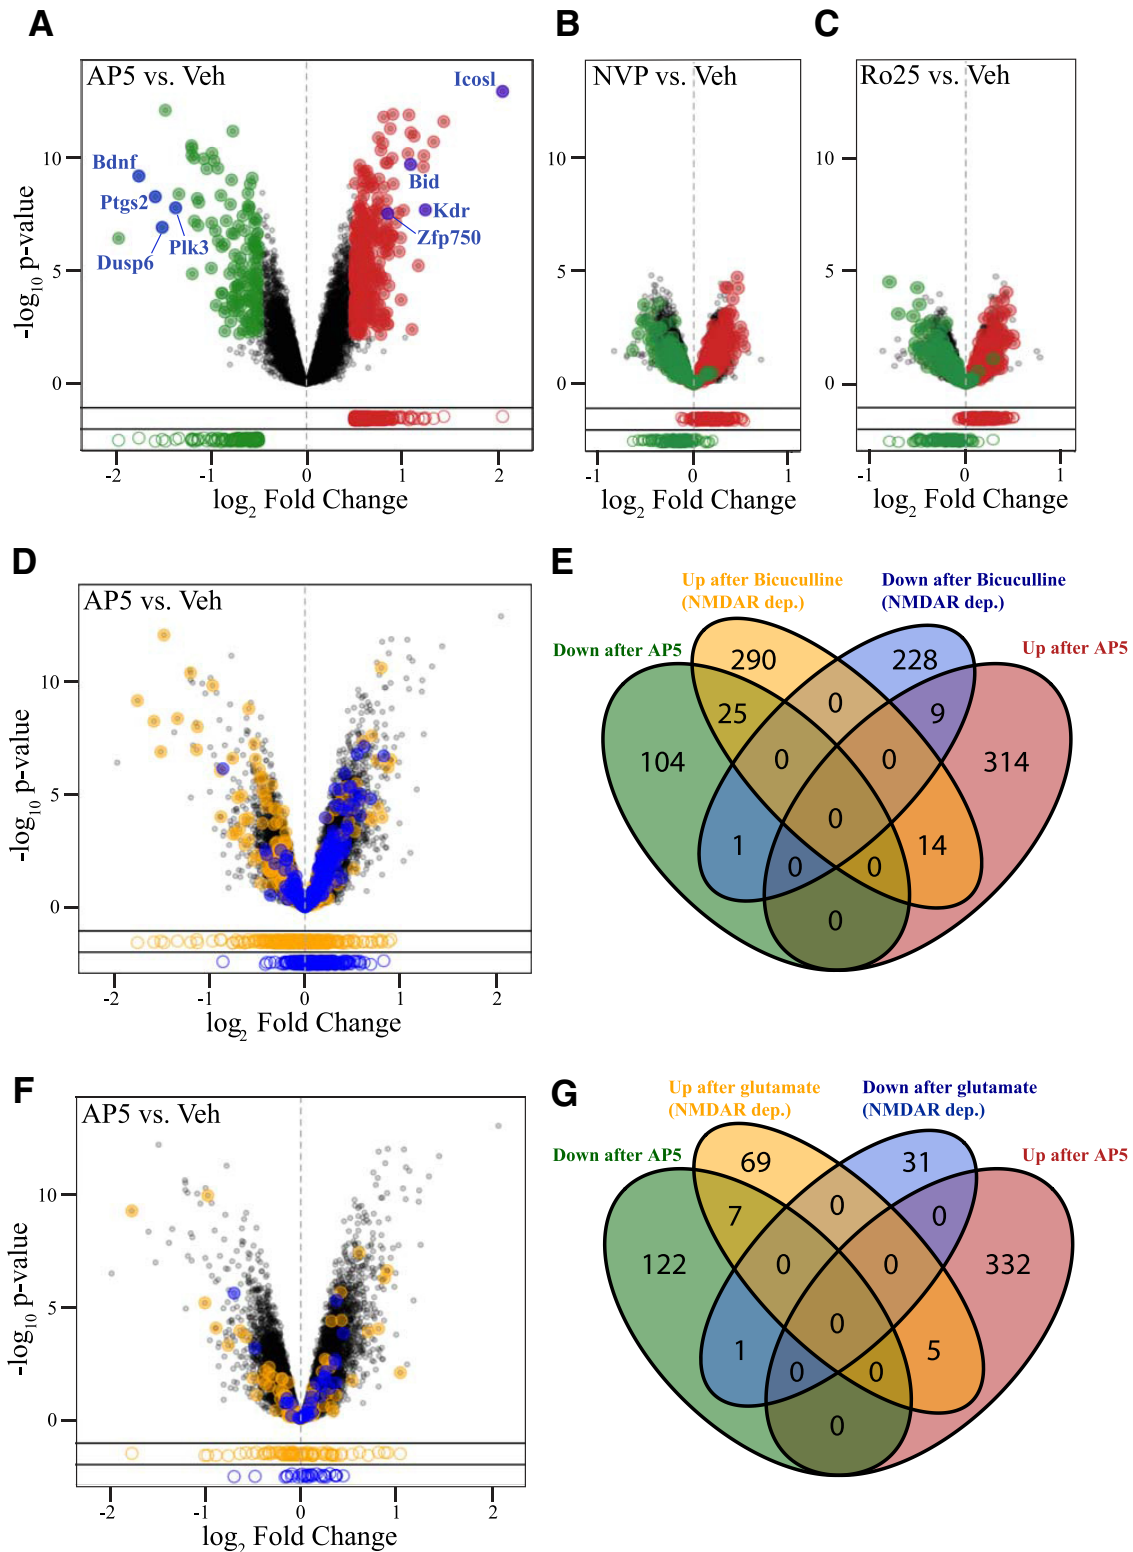 A
B
C
AP5 vs. Veh
NVP vs. Veh
Ro25 vs. Veh
Icosl
Bdnf
Ptgs2
Plk3
Dusp6
Bid
Kdr
Zfp750
-log10 p-value
10
5
0
10
5
0
10
5
0
-2 -1 0 1 2
-1 0 1
-1 0 1
log2 Fold Change
log2 Fold Change
log2 Fold Change
D
AP5 vs. Veh
-log10 p-value
10
5
0
-2 -1 0 1 2
log2 Fold Change
E
Up after Bicuculline
(NMDAR dep.)
Down after Bicuculline
(NMDAR dep.)
Down after AP5
Up after AP5
290
228
0
25
9
104
0
0
314
0
1
14
0
0
0
F
AP5 vs. Veh
-log10 p-value
10
5
0
-2 -1 0 1 2
log2 Fold Change
G
Up after glutamate
(NMDAR dep.)
Down after glutamate
(NMDAR dep.)
Down after AP5
Up after AP5
69
31
0
7
0
122
0
0
332
0
1
5
0
0
0